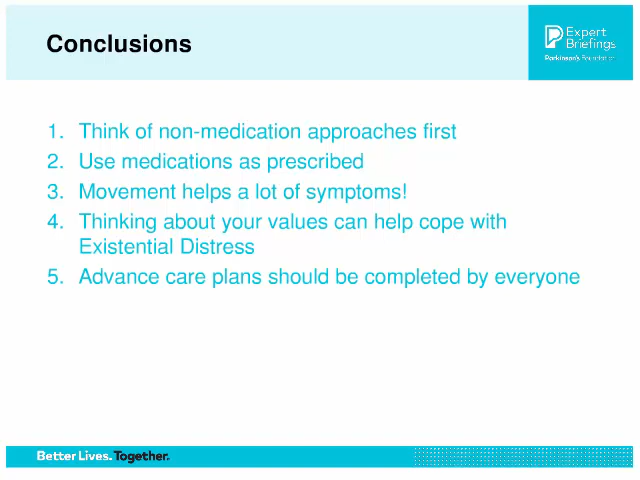 Conclusions
Expert
Briefings
Parkinson's Foundation
1. Think of non-medication approaches first
2. Use medications as prescribed
3. Movement helps a lot of symptoms!
4. Thinking about your values can help cope with
Existential Distress
5. Advance care plans should be completed by everyone
Better Lives. Together.